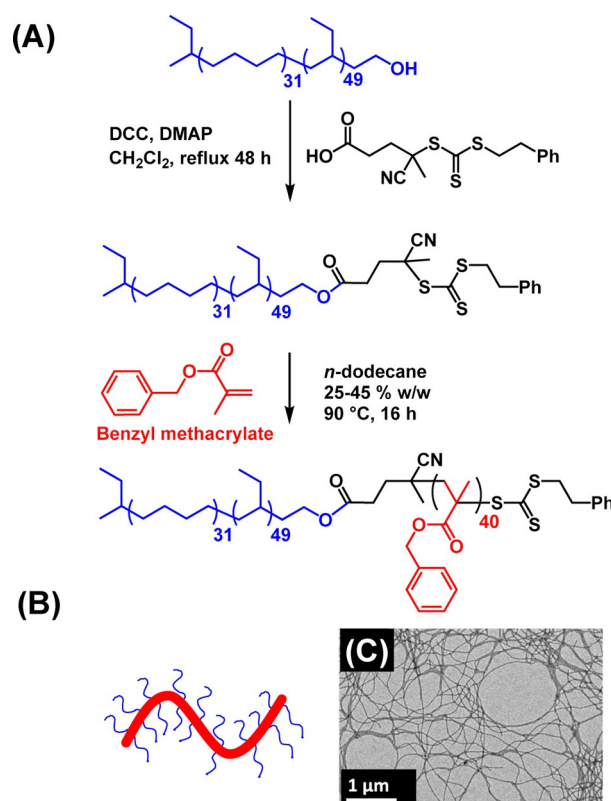 (A)
31
49
OH
DCC, DMAP
CH2Cl2, reflux 48 h
O
HO
NC
S
S
S
Ph
31
49
O
O
CN
S
S
S
Ph
O
O
Benzyl methacrylate
n-dodecane
25-45 % w/w
90 °C, 16 h
31
49
O
O
CN
O
O
40
S
S
S
Ph
(B)
(C)
1 µm